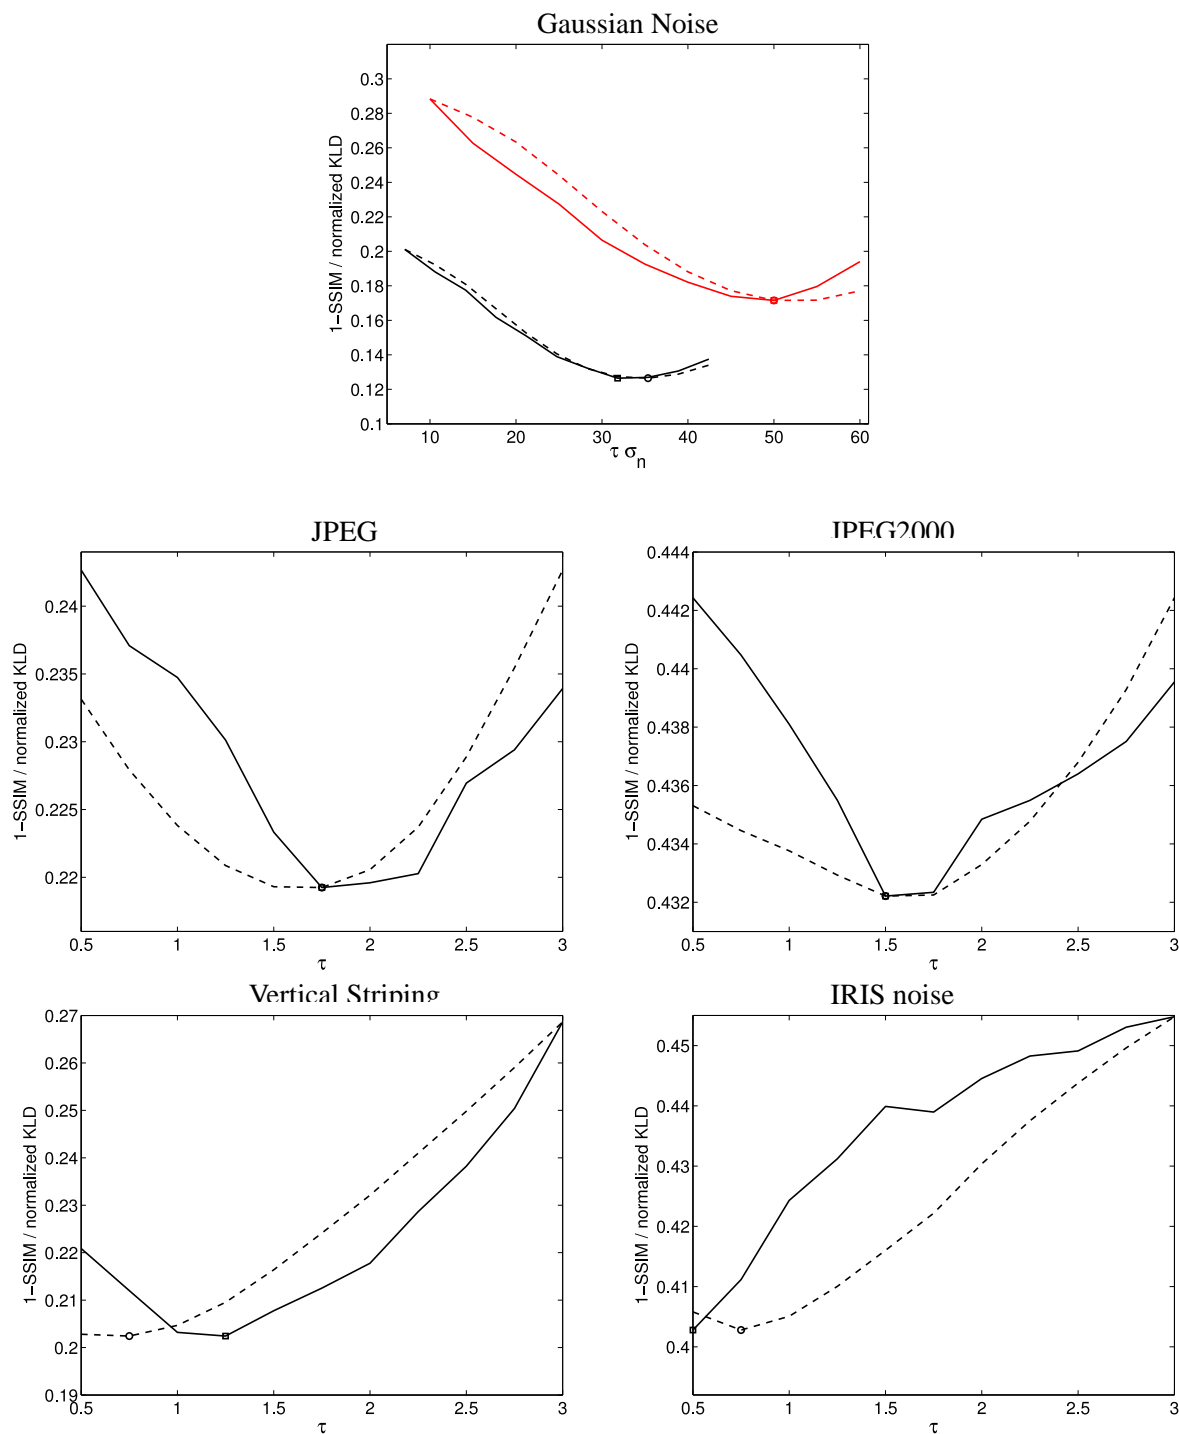 Gaussian Noise
0.3
0.28
0.26
0.24
0.22
0.2
0.18
0.16
0.14
0.12
0.1
1−SSIM / normalized KLD
10 20 30 40 50 60
τ σn
JPEG
0.24
0.235
0.23
0.225
0.22
1−SSIM / normalized KLD
0.5 1 1.5 2 2.5 3
τ
JPEG2000
0.444
0.442
0.44
0.438
0.436
0.434
0.432
1−SSIM / normalized KLD
0.5 1 1.5 2 2.5 3
τ
Vertical Striping
0.27
0.26
0.25
0.24
0.23
0.22
0.21
0.2
0.19
1−SSIM / normalized KLD
0.5 1 1.5 2 2.5 3
τ
IRIS noise
0.45
0.44
0.43
0.42
0.41
0.4
1−SSIM / normalized KLD
0.5 1 1.5 2 2.5 3
τ